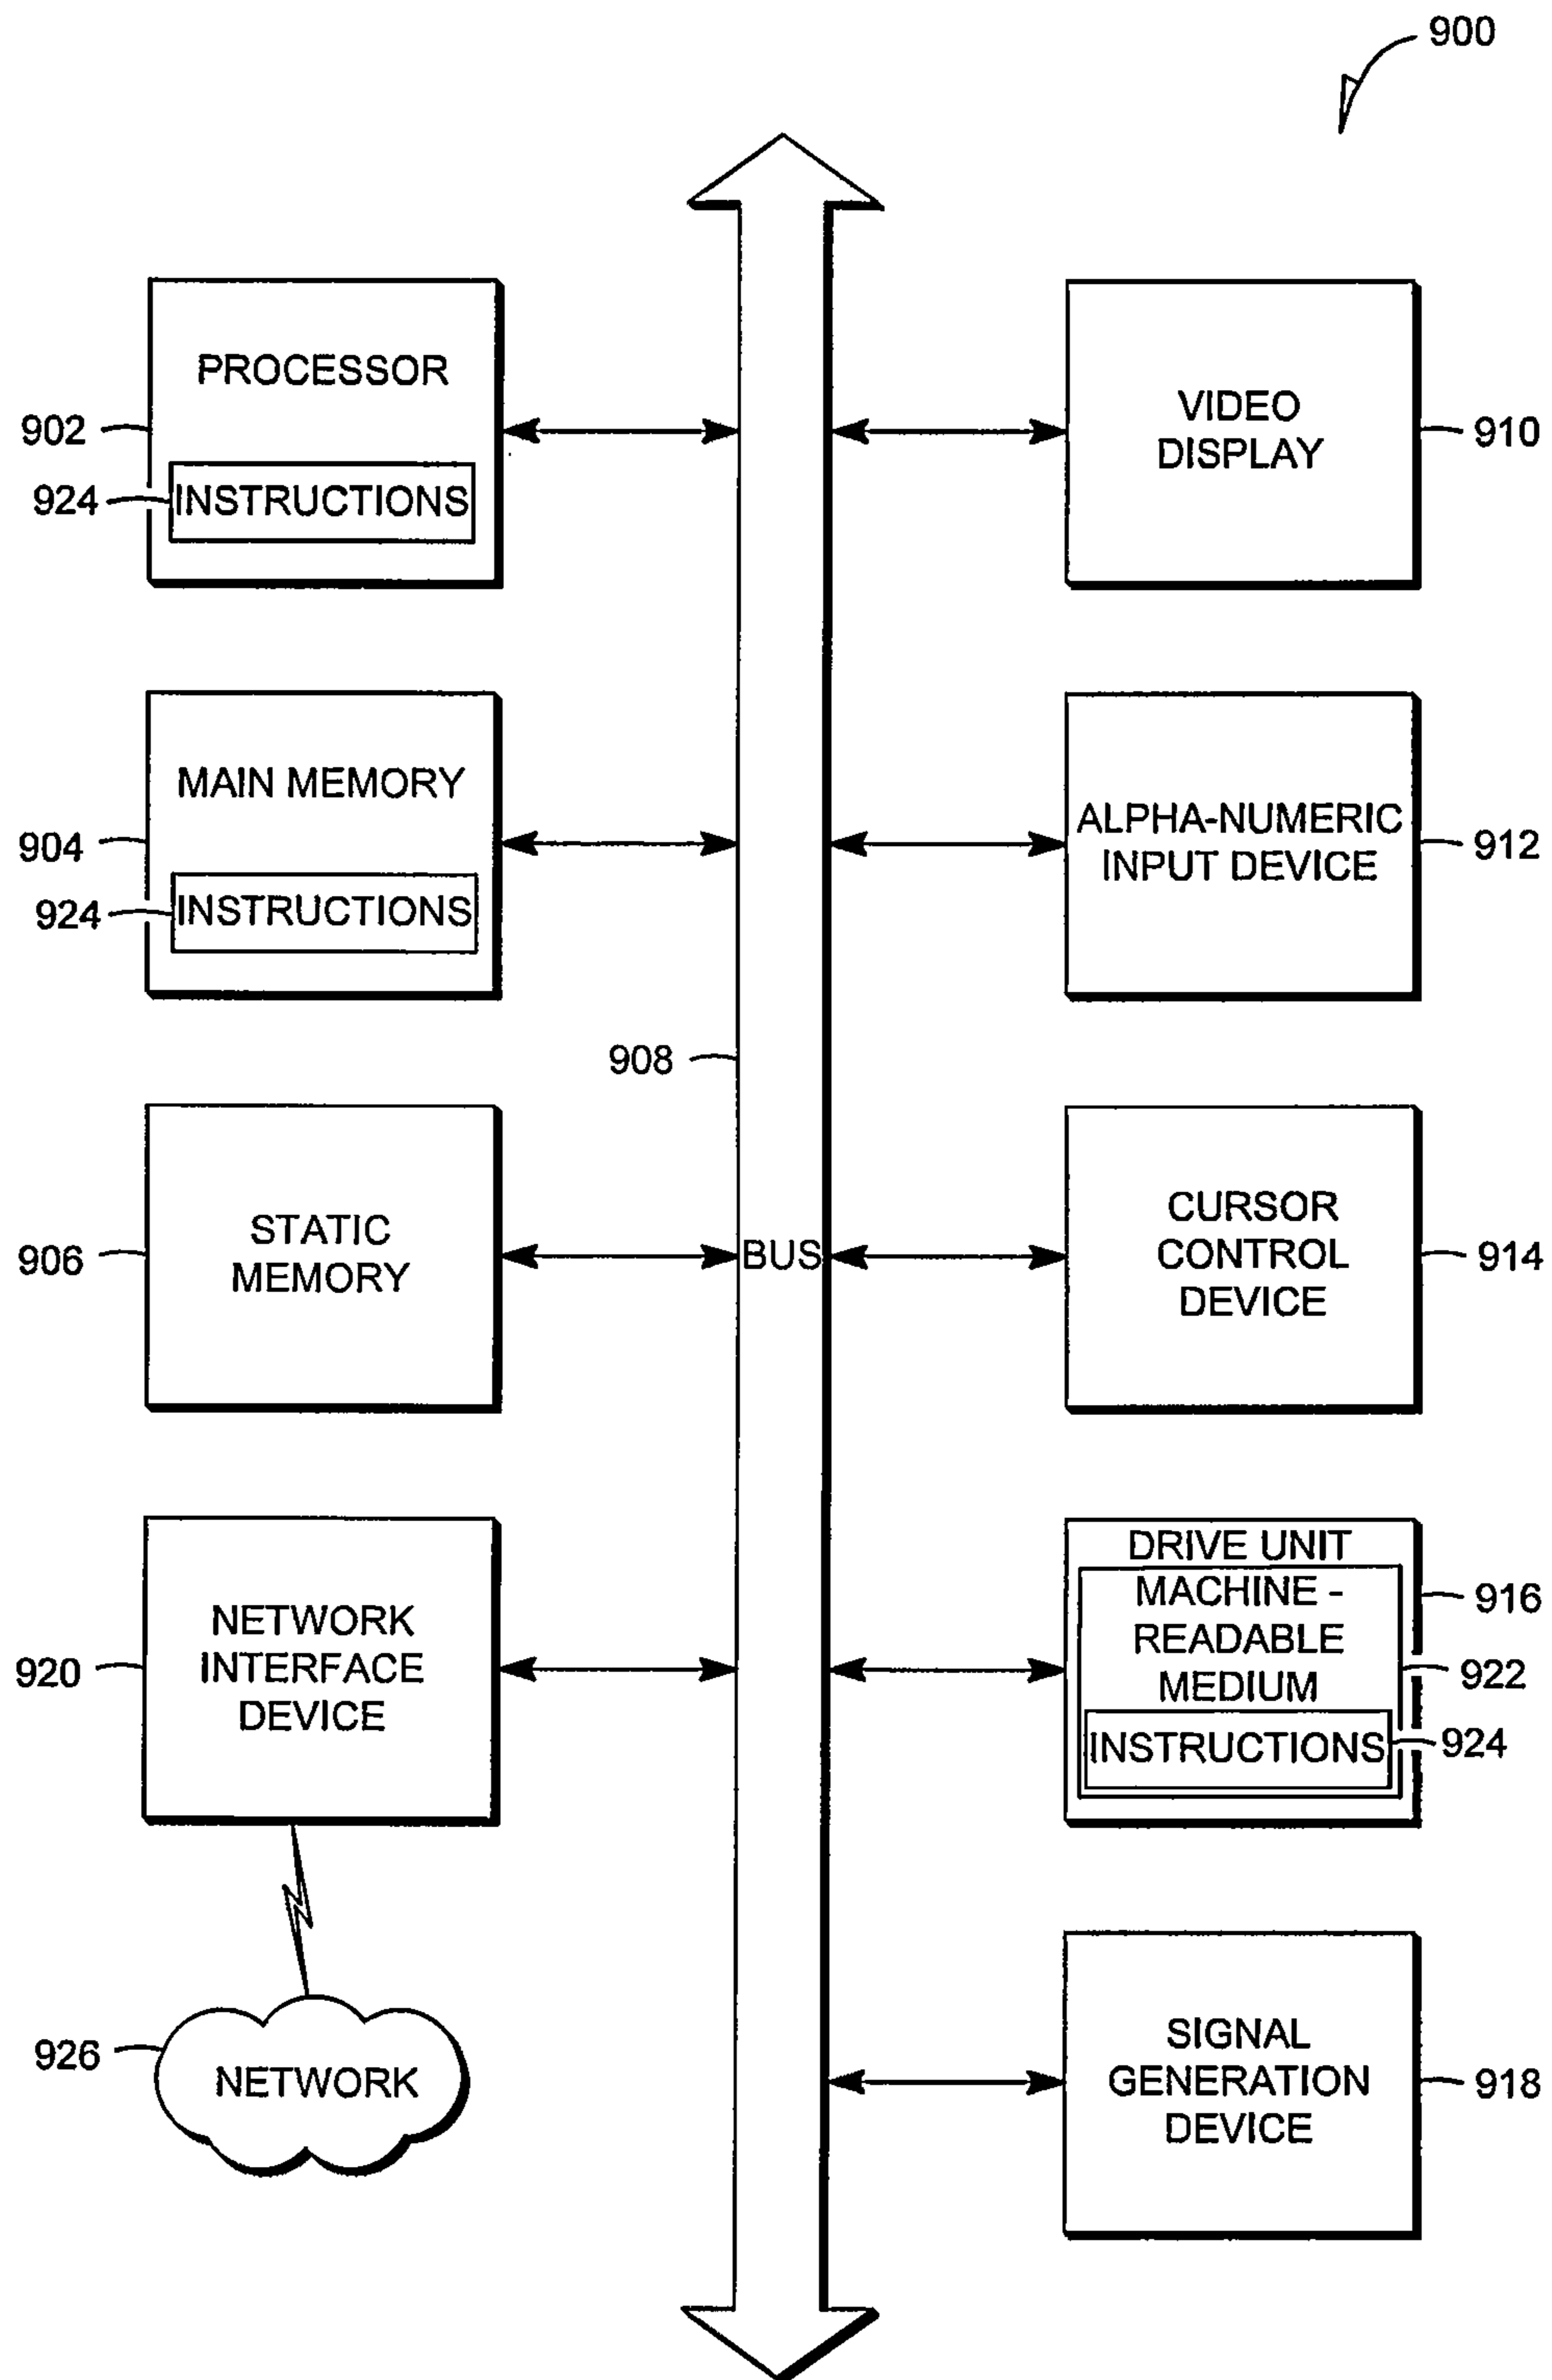 900
PROCESSOR
902
924
INSTRUCTIONS
MAIN MEMORY
904
924
INSTRUCTIONS
908
STATIC
MEMORY
906
BUS
NETWORK
INTERFACE
DEVICE
920
926
NETWORK
VIDEO
DISPLAY
910
ALPHA-NUMERIC
INPUT DEVICE
912
CURSOR
CONTROL
DEVICE
914
DRIVE UNIT
916
MACHINE -
READABLE
MEDIUM
922
INSTRUCTIONS
924
SIGNAL
GENERATION
DEVICE
918